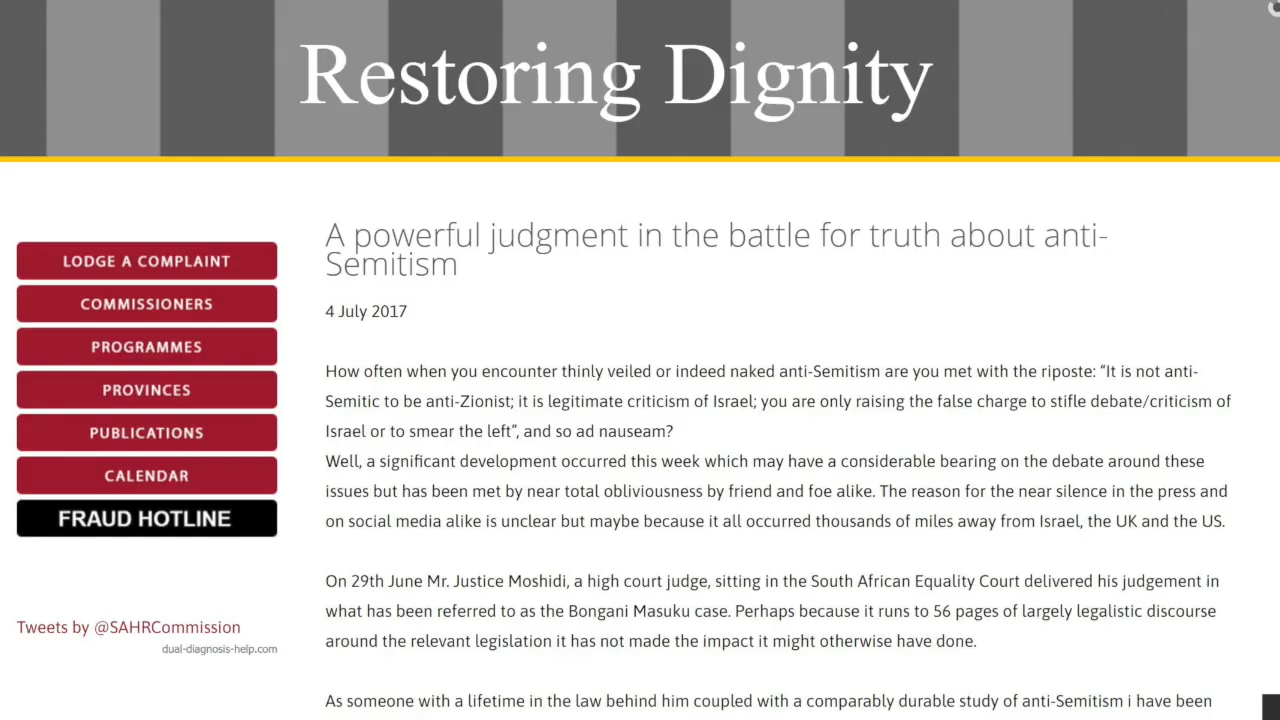 Restoring Dignity
LODGE A COMPLAINT
COMMISSIONERS
PROGRAMMES
PROVINCES
PUBLICATIONS
CALENDAR
FRAUD HOTLINE
Tweets by @SAHRCommission
dual-diagnosis-help.com
A powerful judgment in the battle for truth about anti-
Semitism
4 July 2017
How often when you encounter thinly veiled or indeed naked anti-Semitism are you met with the riposte: “It is not anti-
Semitic to be anti-Zionist; it is legitimate criticism of Israel; you are only raising the false charge to stifle debate/criticism of
Israel or to smear the left”, and so ad nauseam?
Well, a significant development occurred this week which may have a considerable bearing on the debate around these
issues but has been met by near total obliviousness by friend and foe alike. The reason for the near silence in the press and
on social media alike is unclear but maybe because it all occurred thousands of miles away from Israel, the UK and the US.
On 29th June Mr. Justice Moshidi, a high court judge, sitting in the South African Equality Court delivered his judgement in
what has been referred to as the Bongani Masuku case. Perhaps because it runs to 56 pages of largely legalistic discourse
around the relevant legislation it has not made the impact it might otherwise have done.
As someone with a lifetime in the law behind him coupled with a comparably durable study of anti-Semitism i have been